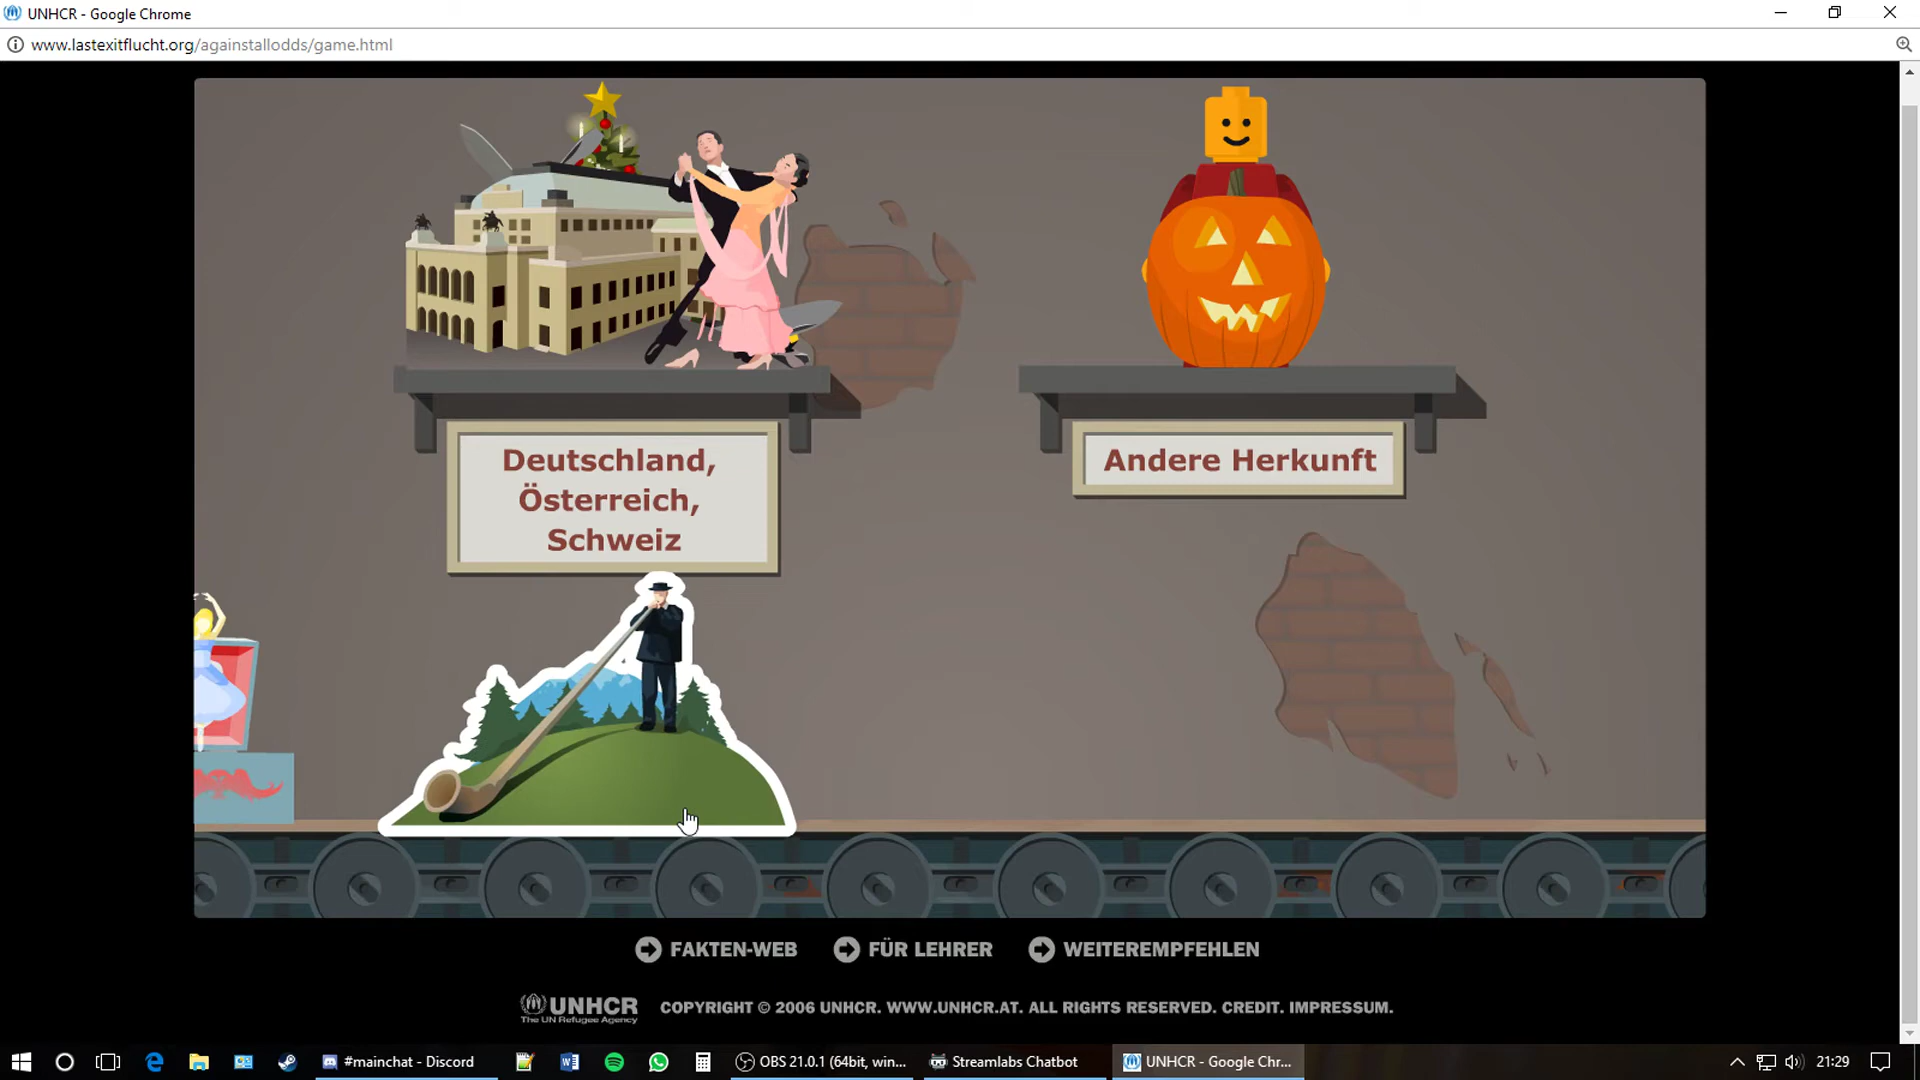 UNHCR - Google Chrome
www.lastexitflucht.org/againstallodds/game.html
Deutschland,
Österreich,
Schweiz
Andere Herkunft
FAKTEN-WEB FÜR LEHRER WEITEREMPFEHLEN
UNHCR
The UN Refugee Agency
COPYRIGHT © 2006 UNHCR. WWW.UNHCR.AT. ALL RIGHTS RESERVED. CREDIT. IMPRESSUM.
#mainchat - Discord OBS 21.0.1 (64bit, win... Streamlabs Chatbot UNHCR - Google Chr... 21:29